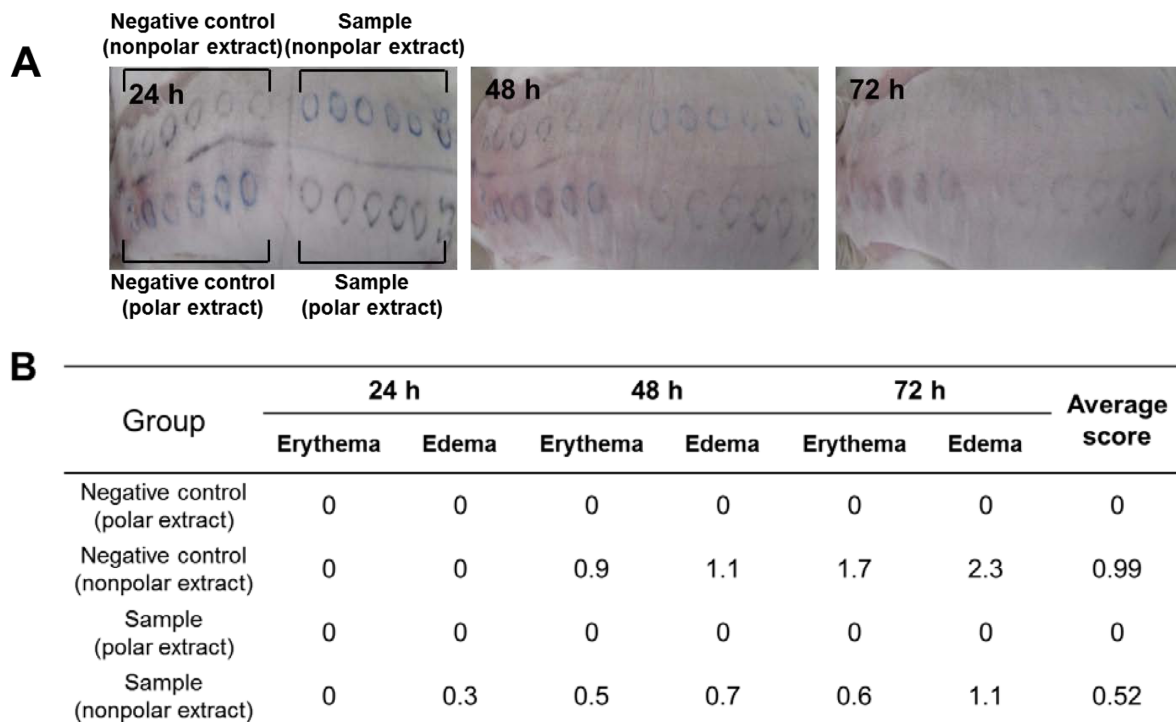 A
Negative control Sample
(nonpolar extract) (nonpolar extract)
24 h 48 h 72 h
Negative control Sample
(polar extract) (polar extract)
B
Group 24 h 48 h 72 h Average score
Erythema Edema Erythema Edema Erythema Edema
Negative control
(polar extract) 0 0 0 0 0 0 0
Negative control
(nonpolar extract) 0 0 0.9 1.1 1.7 2.3 0.99
Sample
(polar extract) 0 0 0 0 0 0 0
Sample
(nonpolar extract) 0 0.3 0.5 0.7 0.6 1.1 0.52